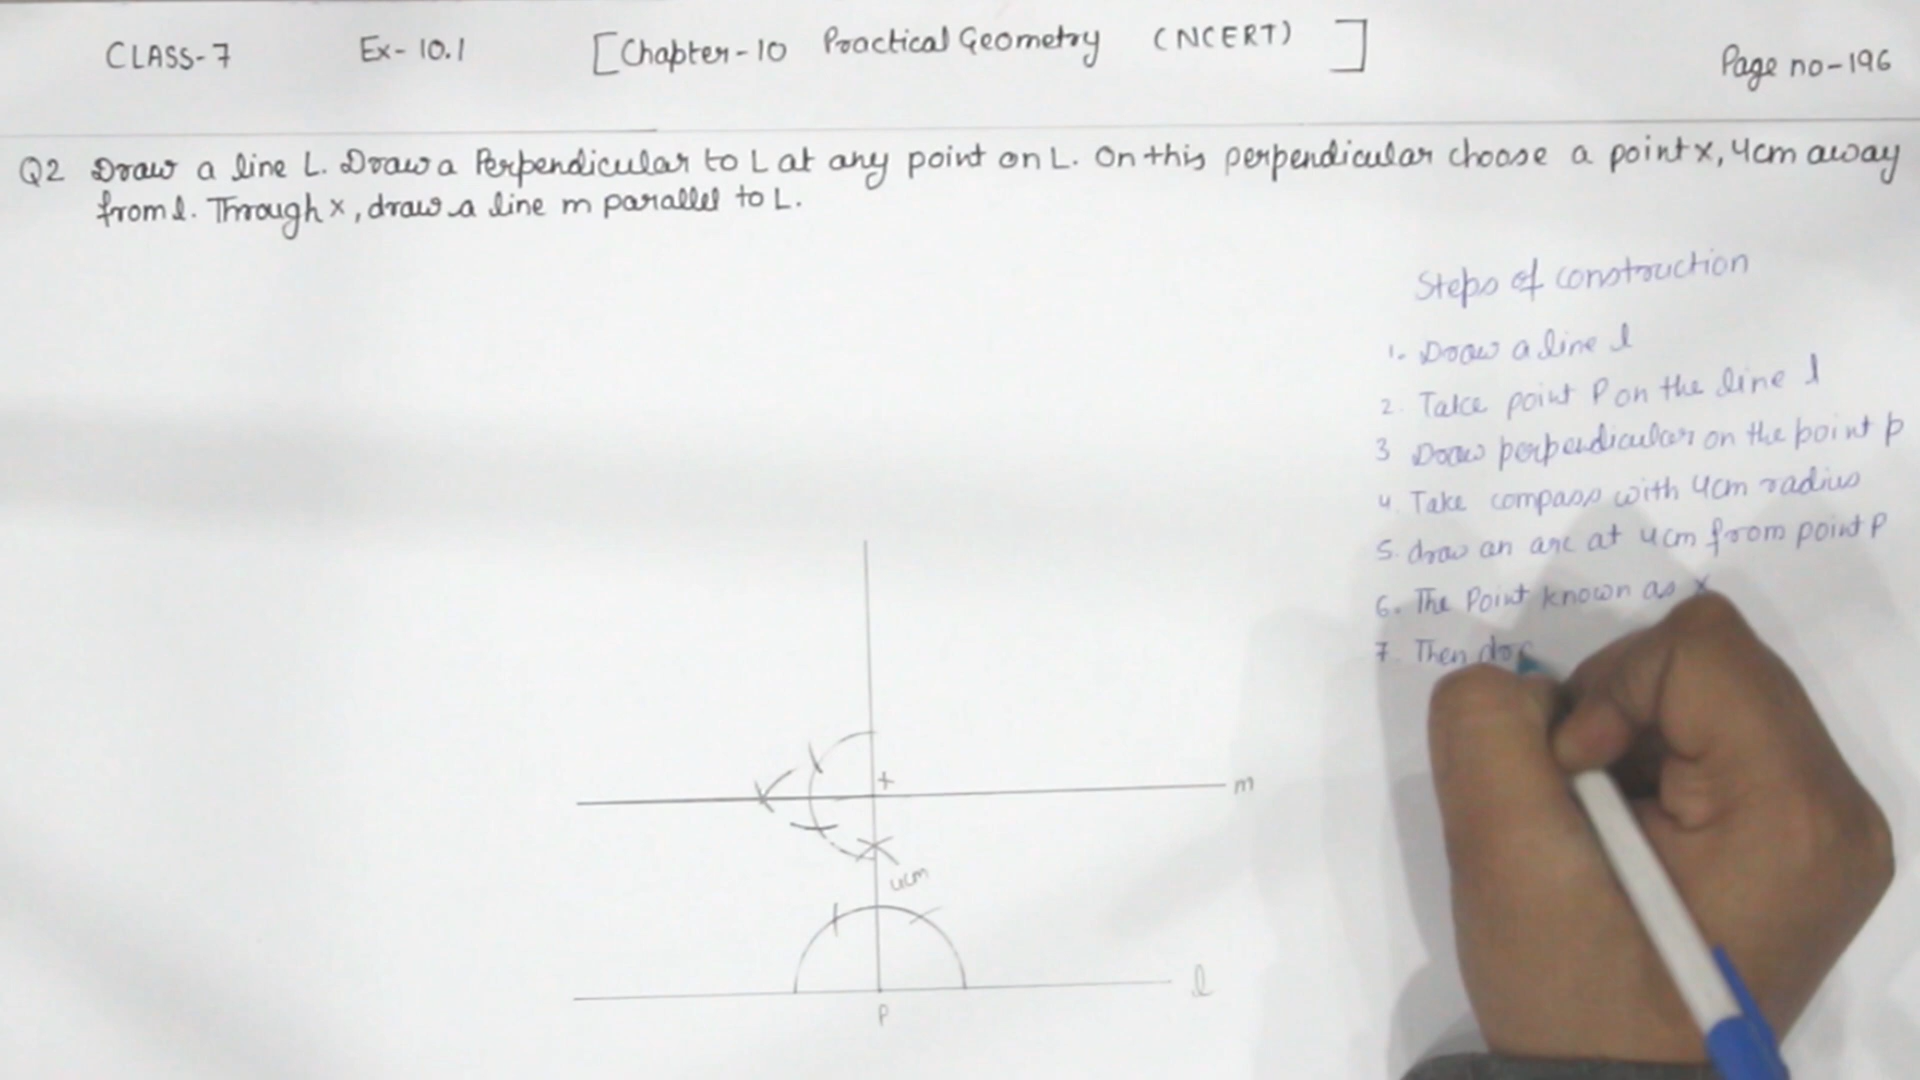 CLASS-7 Ex-10.1 [Chapter-10 Practical Geometry (NCERT)] Page no-196
Q2 Draw a line L. Draw a Perpendicular to L at any point on L. On this perpendicular choose a point x, 4cm away
from l. Through x, draw a line m parallel to L.
Steps of construction
1. Draw a line l
2. Take point P on the line l
3 Draw perpendicular on the point p
4 Take compass with 4cm radius
5. draw an arc at 4cm from point P
6. The Point known as X
7 Then
x
m
4cm
l
P